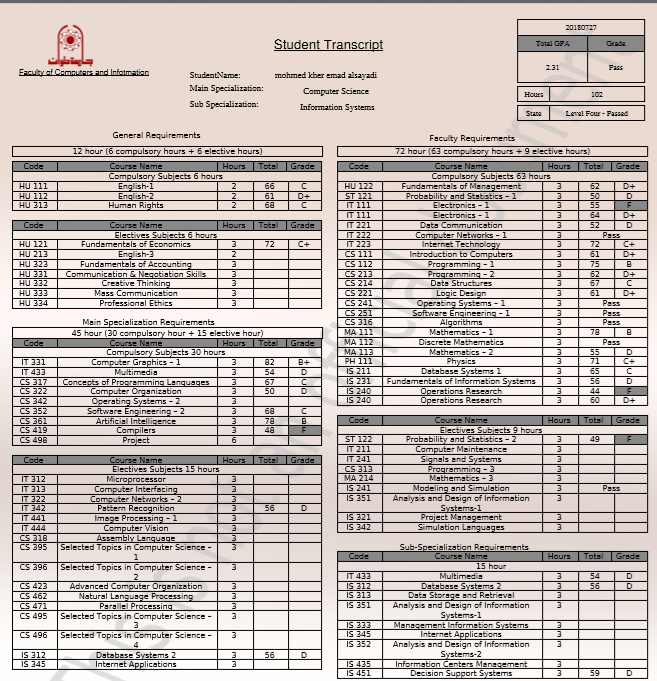 جامعة حلوان
Faculty of Computers and Infotmation
Student Transcript
StudentName: mohmed kher emad alsayadi
Main Specialization: Computer Science
Sub Specialization: Information Systems
20180727
Total GPA Grade
2.31 Pass
Hours 102
State Level Four - Passed
General Requirements
12 hour (6 compulsory hours + 6 elective hours)
Code Course Name Hours Total Grade
Compulsory Subjects 6 hours
HU 111 English-1 2 66 C
HU 112 English-2 2 61 D+
HU 313 Human Rights 2 68 C
Code Course Name Hours Total Grade
Electives Subjects 6 hours
HU 121 Fundamentals of Economics 3 72 C+
HU 213 English-3 2
HU 323 Fundamentals of Accounting 3
HU 331 Communication & Negotiation Skills 3
HU 332 Creative Thinking 3
HU 333 Mass Communication 3
HU 334 Professional Ethics 3
Main Specialization Requirements
45 hour (30 compulsory hour + 15 elective hour)
Code Course Name Hours Total Grade
Compulsory Subjects 30 hours
IT 331 Computer Graphics - 1 3 82 B+
IT 433 Multimedia 3 54 D
CS 317 Concepts of Programming Languages 3 67 C
CS 322 Computer Organization 3 50 D
CS 342 Operating Systems - 2 3
CS 352 Software Engineering - 2 3 68 C
CS 361 Artificial Intelligence 3 78 B
CS 419 Compilers 3 48 F
CS 498 Project 6
Code Course Name Hours Total Grade
Electives Subjects 15 hours
IT 312 Microprocessor 3
IT 313 Computer Interfacing 3
IT 322 Computer Networks - 2 3
IT 342 Pattern Recognition 3 56 D
IT 441 Image Processing - 1 3
IT 444 Computer Vision 3
CS 318 Assembly Language 3
CS 395 Selected Topics in Computer Science - 3
1
CS 396 Selected Topics in Computer Science - 3
2
CS 423 Advanced Computer Organization 3
CS 462 Natural Language Processing 3
CS 471 Parallel Processing 3
CS 495 Selected Topics in Computer Science - 3
3
CS 496 Selected Topics in Computer Science - 3
4
IS 312 Database Systems 2 3 56 D
IS 345 Internet Applications 3
Faculty Requirements
72 hour (63 compulsory hours + 9 elective hours)
Code Course Name Hours Total Grade
Compulsory Subjects 63 hours
HU 122 Fundamentals of Management 3 62 D+
ST 121 Probability and Statistics - 1 3 50 D
IT 111 Electronics - 1 3 55 F
IT 111 Electronics - 1 3 64 D+
IT 221 Data Communication 3 52 D
IT 222 Computer Networks - 1 3 Pass
IT 223 Internet Technology 3 72 C+
CS 111 Introduction to Computers 3 61 D+
CS 112 Programming - 1 3 75 B
CS 213 Programming - 2 3 62 D+
CS 214 Data Structures 3 67 C
CS 221 Logic Design 3 61 D+
CS 241 Operating Systems - 1 3 Pass
CS 251 Software Engineering - 1 3 Pass
CS 316 Algorithms 3 Pass
MA 111 Mathematics - 1 3 78 B
MA 112 Discrete Mathematics 3 Pass
MA 113 Mathematics - 2 3 55 D
PH 111 Physics 3 71 C+
IS 211 Database Systems 1 3 65 C
IS 231 Fundamentals of Information Systems 3 56 D
IS 240 Operations Research 3 44 F
IS 240 Operations Research 3 60 D+
Code Course Name Hours Total Grade
Electives Subjects 9 hours
ST 122 Probability and Statistics - 2 3 49 F
IT 211 Computer Maintenance 3
IT 241 Signals and Systems 3
CS 313 Programming - 3 3
MA 214 Mathematics - 3 3
IS 241 Modeling and Simulation 3 Pass
IS 351 Analysis and Design of Information 3
Systems-1
IS 321 Project Management 3
IS 342 Simulation Languages 3
Sub-Specialization Requirements
Code Course Name Hours Total Grade
15 hour
IT 433 Multimedia 3 54 D
IS 312 Database Systems 2 3 56 D
IS 313 Data Storage and Retrieval 3
IS 351 Analysis and Design of Information 3
Systems-1
IS 333 Management Information Systems 3
IS 345 Internet Applications 3
IS 352 Analysis and Design of Information 3
Systems-2
IS 435 Information Centers Management 3
IS 451 Decision Support Systems 3 59 D